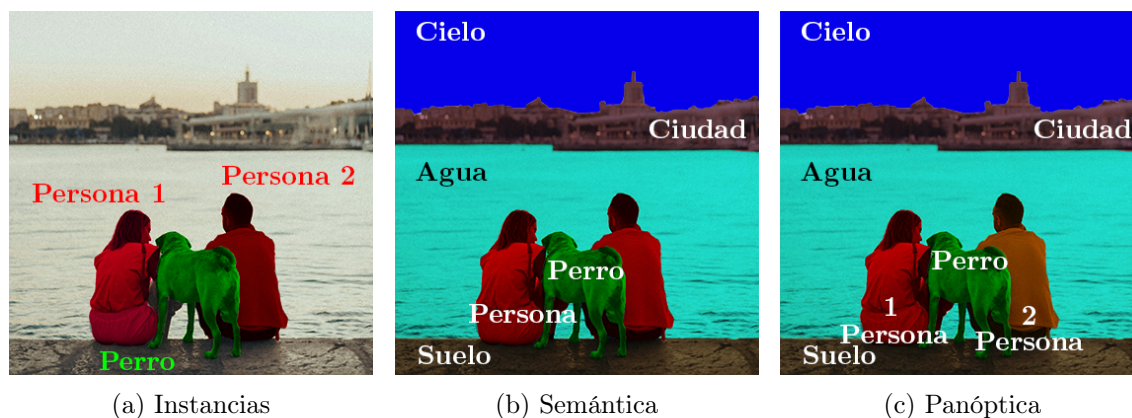 Persona 1
Persona 2
Perro
Cielo
Ciudad
Agua
Perro
Persona
Suelo
Cielo
Ciudad
Agua
Perro
1
Persona
2
Persona
Suelo
(a) Instancias
(b) Semántica
(c) Panóptica